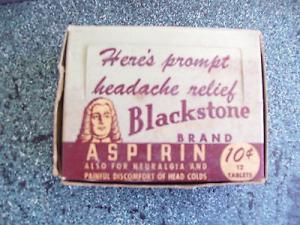 Here's prompt
headache relief
Blackstone
BRAND
ASPIRIN
ALSO FOR NEURALGIA AND
PAINFUL DISCOMFORT OF HEAD COLDS
10¢
12
TABLETS